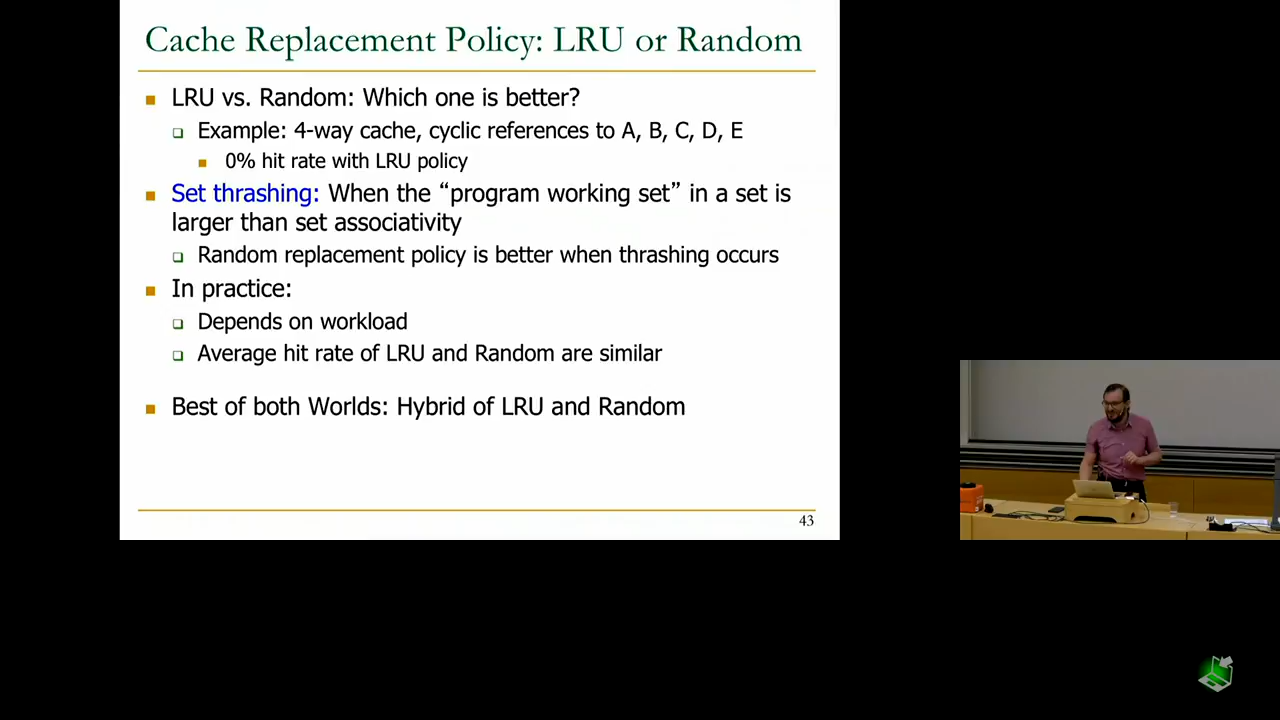 Cache Replacement Policy: LRU or Random
LRU vs. Random: Which one is better?
Example: 4-way cache, cyclic references to A, B, C, D, E
0% hit rate with LRU policy
Set thrashing: When the “program working set” in a set is
larger than set associativity
Random replacement policy is better when thrashing occurs
In practice:
Depends on workload
Average hit rate of LRU and Random are similar
Best of both Worlds: Hybrid of LRU and Random
43